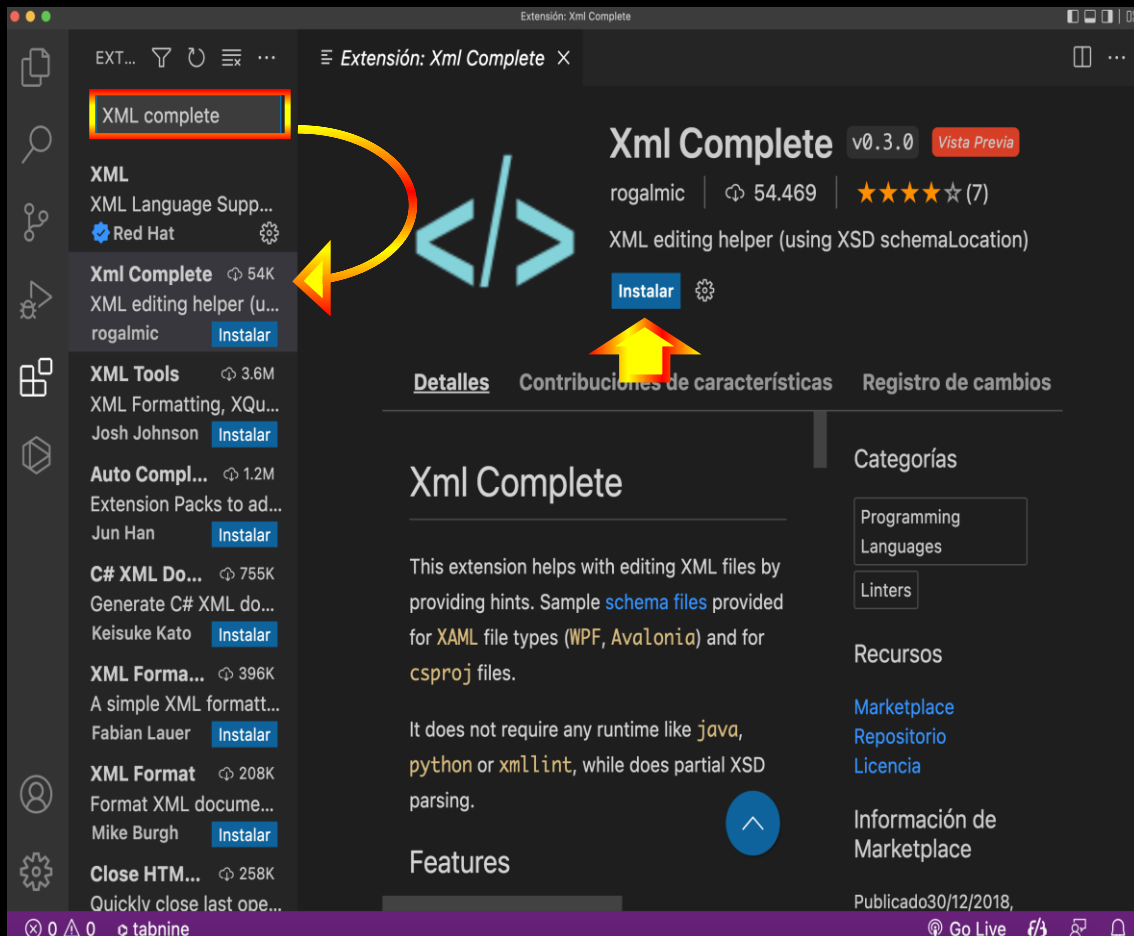 Extensión: Xml Complete
EXT...
Extensión: Xml Complete
XML complete
XML
XML Language Supp...
Red Hat
Xml Complete 54K
XML editing helper (u...
rogalmic Instalar
XML Tools 3.6M
XML Formatting, XQu...
Josh Johnson Instalar
Auto Compl... 1.2M
Extension Packs to ad...
Jun Han Instalar
C# XML Do... 755K
Generate C# XML do...
Keisuke Kato Instalar
XML Forma... 396K
A simple XML formatt...
Fabian Lauer Instalar
XML Format 208K
Format XML docume...
Mike Burgh Instalar
Close HTM... 258K
Quickly close last ope...
Xml Complete v0.3.0 Vista Previa
rogalmic 54.469 (7)
XML editing helper (using XSD schemaLocation)
Instalar
Detalles Contribuciones de características Registro de cambios
Xml Complete
This extension helps with editing XML files by
providing hints. Sample schema files provided
for XAML file types (WPF, Avalonia) and for
csproj files.
It does not require any runtime like java,
python or xmllint, while does partial XSD
parsing.
Features
Categorías
Programming
Languages
Linters
Recursos
Marketplace
Repositorio
Licencia
Información de
Marketplace
Publicado30/12/2018,
0 0 tabnine Go Live